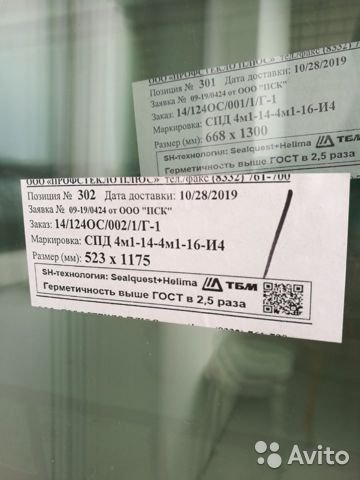 ООО «ПРОФСТЕКЛО ПЛЮС» тел./факс (8332) 761-700
Позиция № 301 Дата доставки: 10/28/2019
Заявка № 09-19/0424 от ООО "ПСК"
Заказ: 14/124ОС/001/1/Г-1
Маркировка: СПД 4м1-14-4м1-16-И4
Размер (мм): 668 x 1300
SH-технология: Sealquest+Helima
Герметичность выше ГОСТ в 2,5 раза
ООО «ПРОФСТЕКЛО ПЛЮС» тел./факс (8332) 761-700
Позиция № 302 Дата доставки: 10/28/2019
Заявка № 09-19/0424 от ООО "ПСК"
Заказ: 14/124ОС/002/1/Г-1
Маркировка: СПД 4м1-14-4м1-16-И4
Размер (мм): 523 x 1175
SH-технология: Sealquest+Helima ТБМ
Герметичность выше ГОСТ в 2,5 раза
Avito